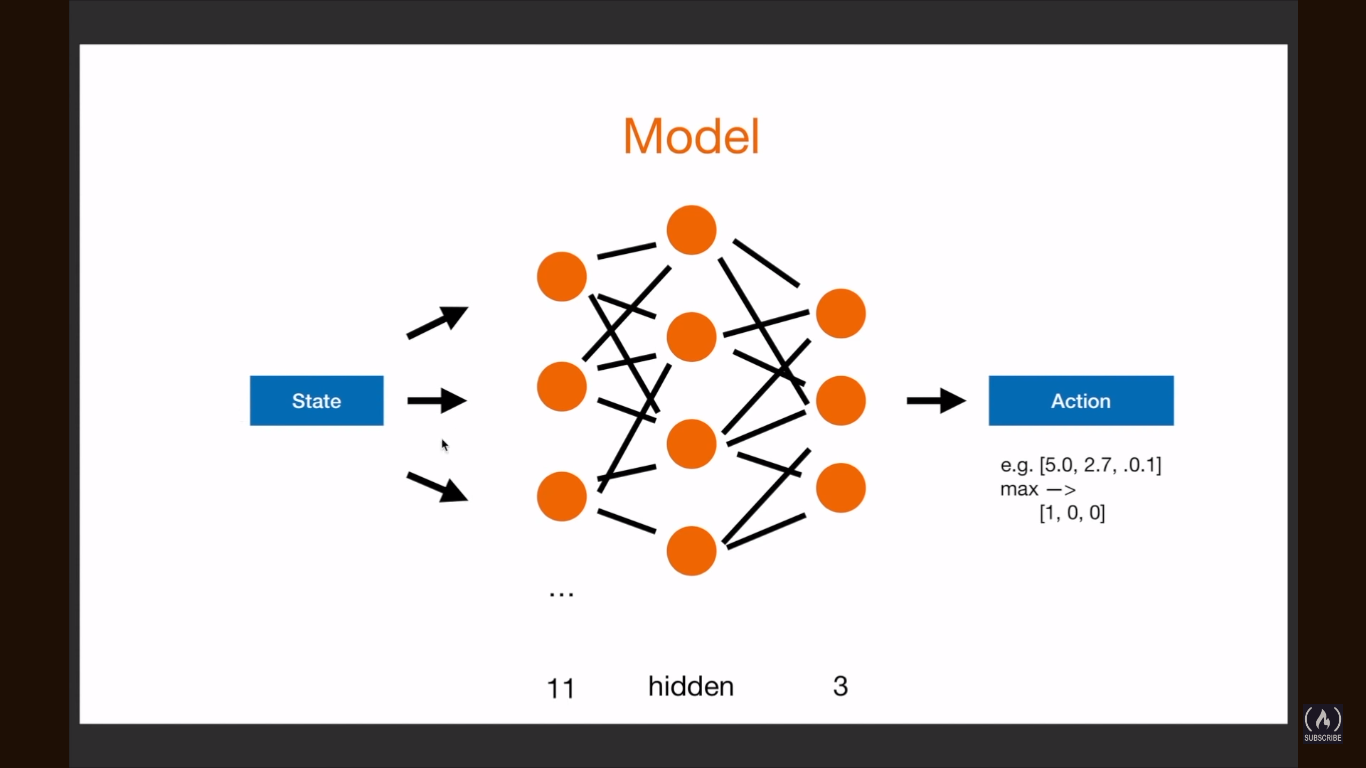 Model
State
Action
e.g. [5.0, 2.7, .0.1]
max —>
[1, 0, 0]
...
11 hidden 3
SUBSCRIBE